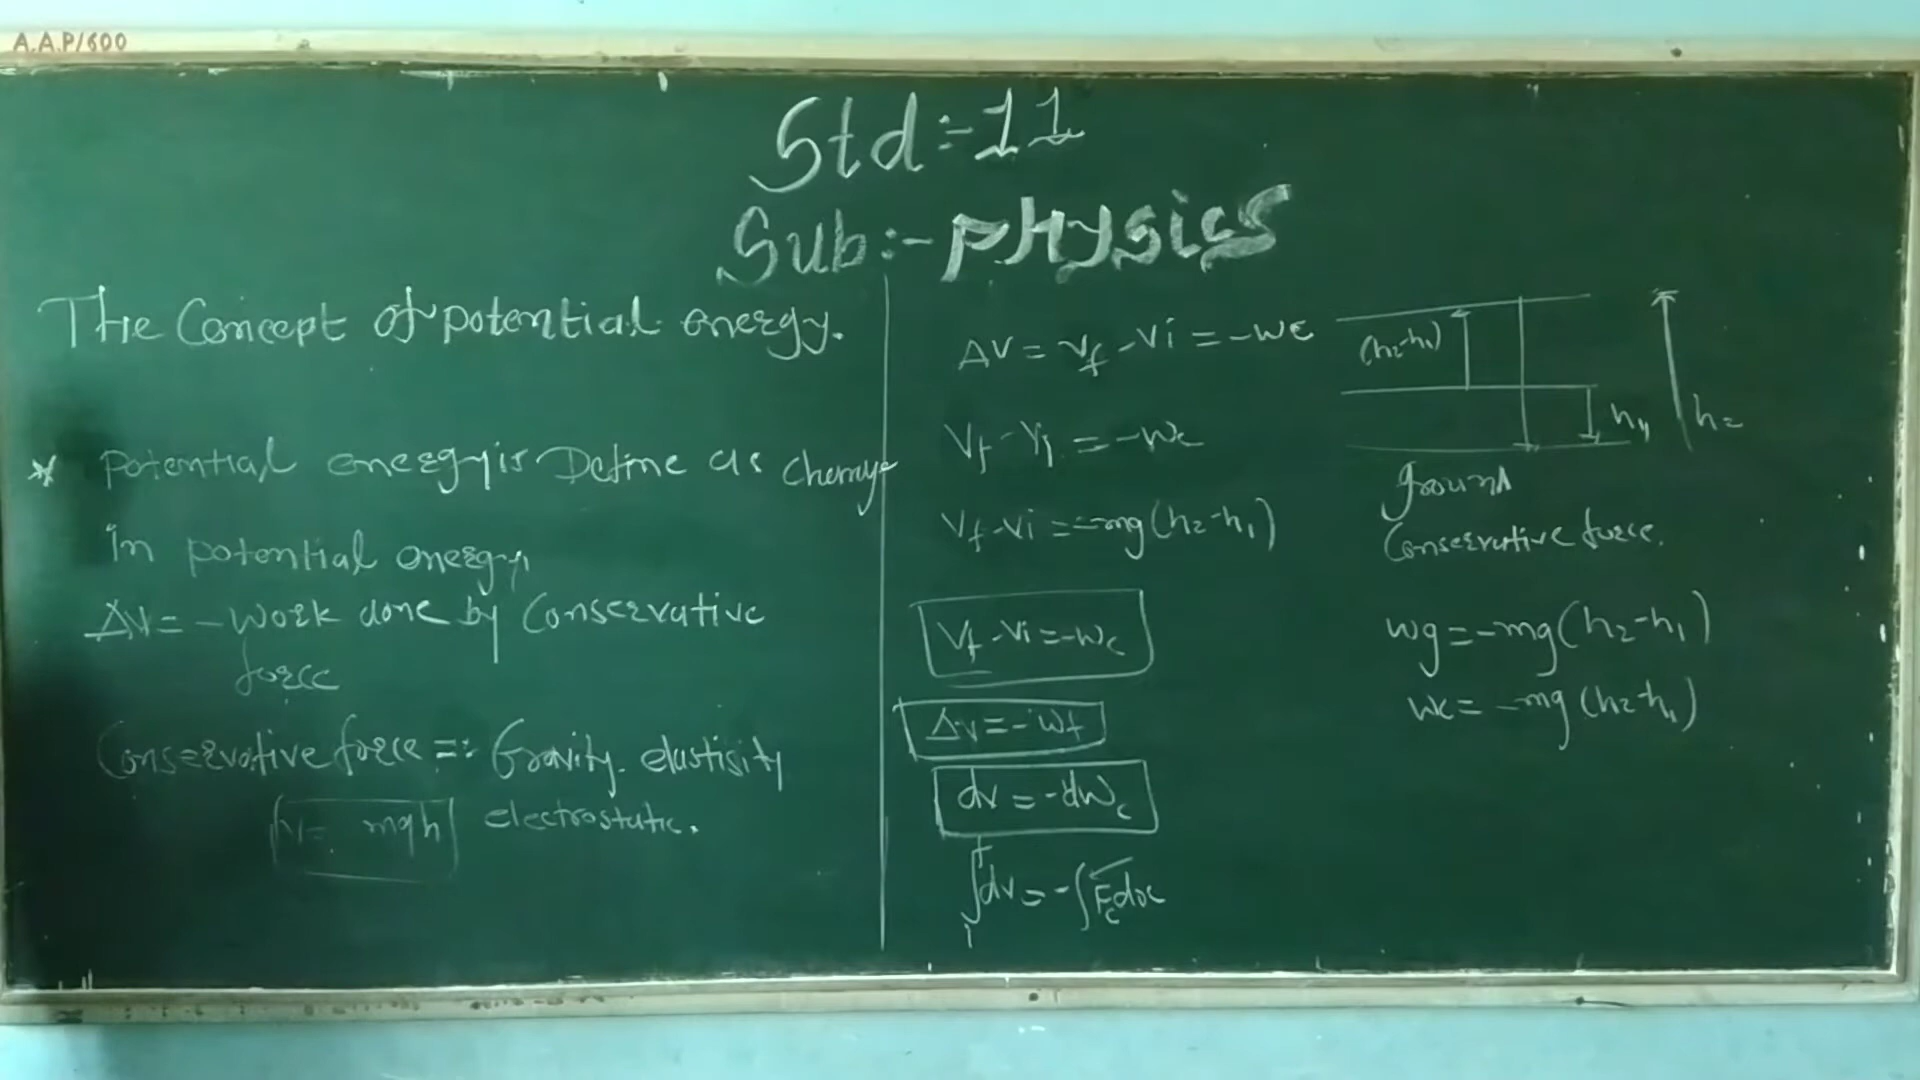 A.A.P/600
Std:-11
Sub:-PHysics
The Concept of potential energy.
* Potential energy is Define as change
In potential energy,
ΔV = - Work done by Conservative
force
Conservative force =: Gravity. elastisity
V = mgh electrostatic.
ΔV = Vf - Vi = -wc
Vf - Vi = -wc
Vf - Vi = --mg(h2-h1)
Vf - Vi = -wc
Δv = -wf
dv = -dWc
∫dv = -∫Fc dx
f
i
(h2-h1)
h1
h2
ground
Conservative force.
wg = -mg(h2-h1)
wc = -mg(h2-h1)